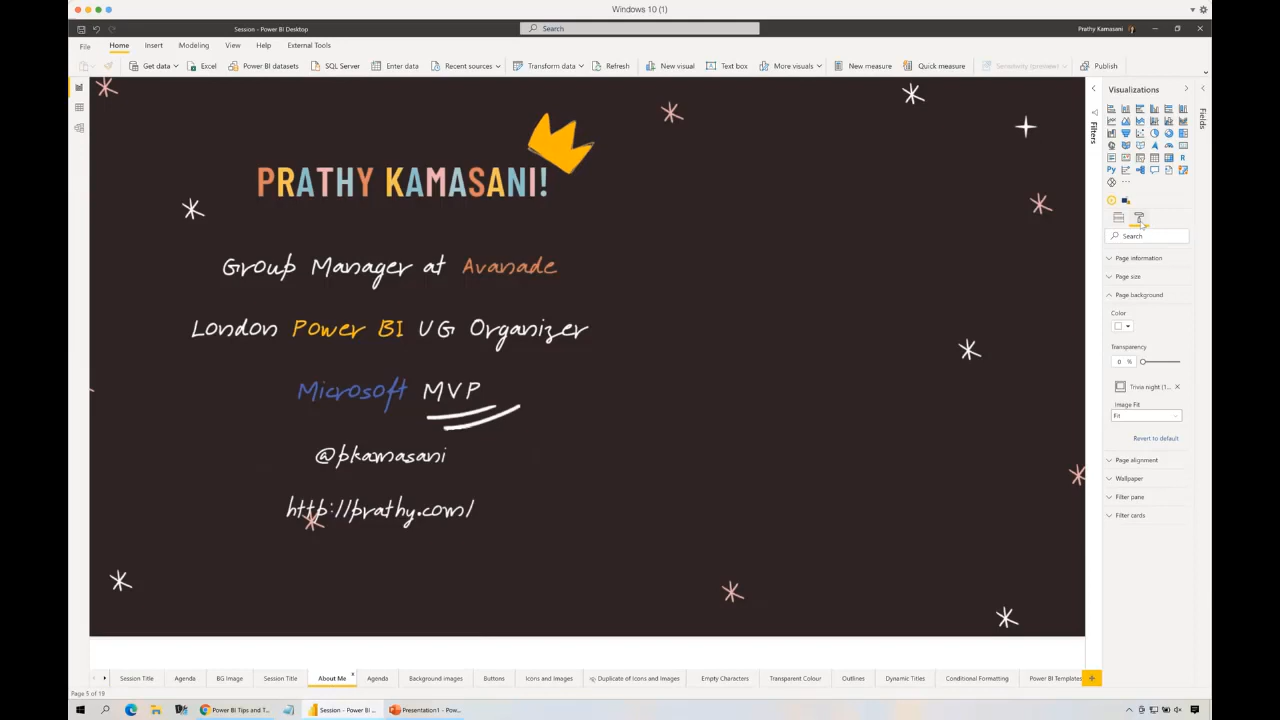 Windows 10 (1)
Session - Power BI Desktop
Search
Prathy Kamasani
File Home Insert Modeling View Help External Tools
Get data Excel Power BI datasets SQL Server Enter data Recent sources Transform data Refresh New visual Text box More visuals New measure Quick measure Sensitivity (preview) Publish
PRATHY KAMASANI!
Group Manager at Avanade
London Power BI UG Organizer
Microsoft MVP
@pkamasani
http://prathy.com/
Filters
Visualizations
Fields
Search
Page information
Page size
Page background
Color
Transparency
0 %
Trivia night (1...
Image Fit
Fit
Revert to default
Page alignment
Wallpaper
Filter pane
Filter cards
Session Title Agenda BG Image Session Title About Me Agenda Background images Buttons Icons and Images Duplicate of Icons and Images Empty Characters Transparent Colour Outlines Dynamic Titles Conditional Formatting Power BI Templates
Page 5 of 19
Power BI Tips and T... Session - Power BI ... Presentation1 - Pow...